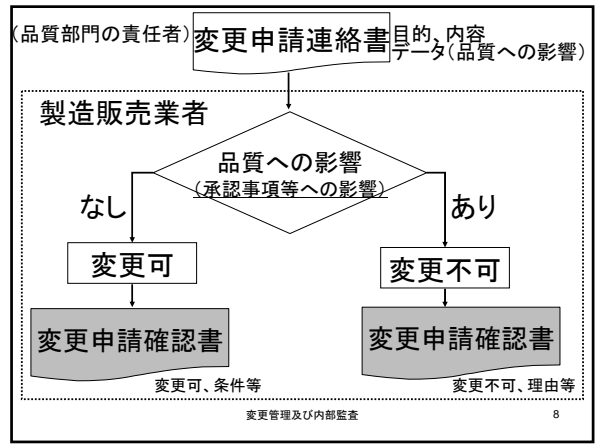 (品質部門の責任者)
変更申請連絡書
目的、内容
データ(品質への影響)
製造販売業者
品質への影響
(承認事項等への影響)
なし
あり
変更可
変更不可
変更申請確認書
変更申請確認書
変更可、条件等
変更不可、理由等
変更管理及び内部監査
8